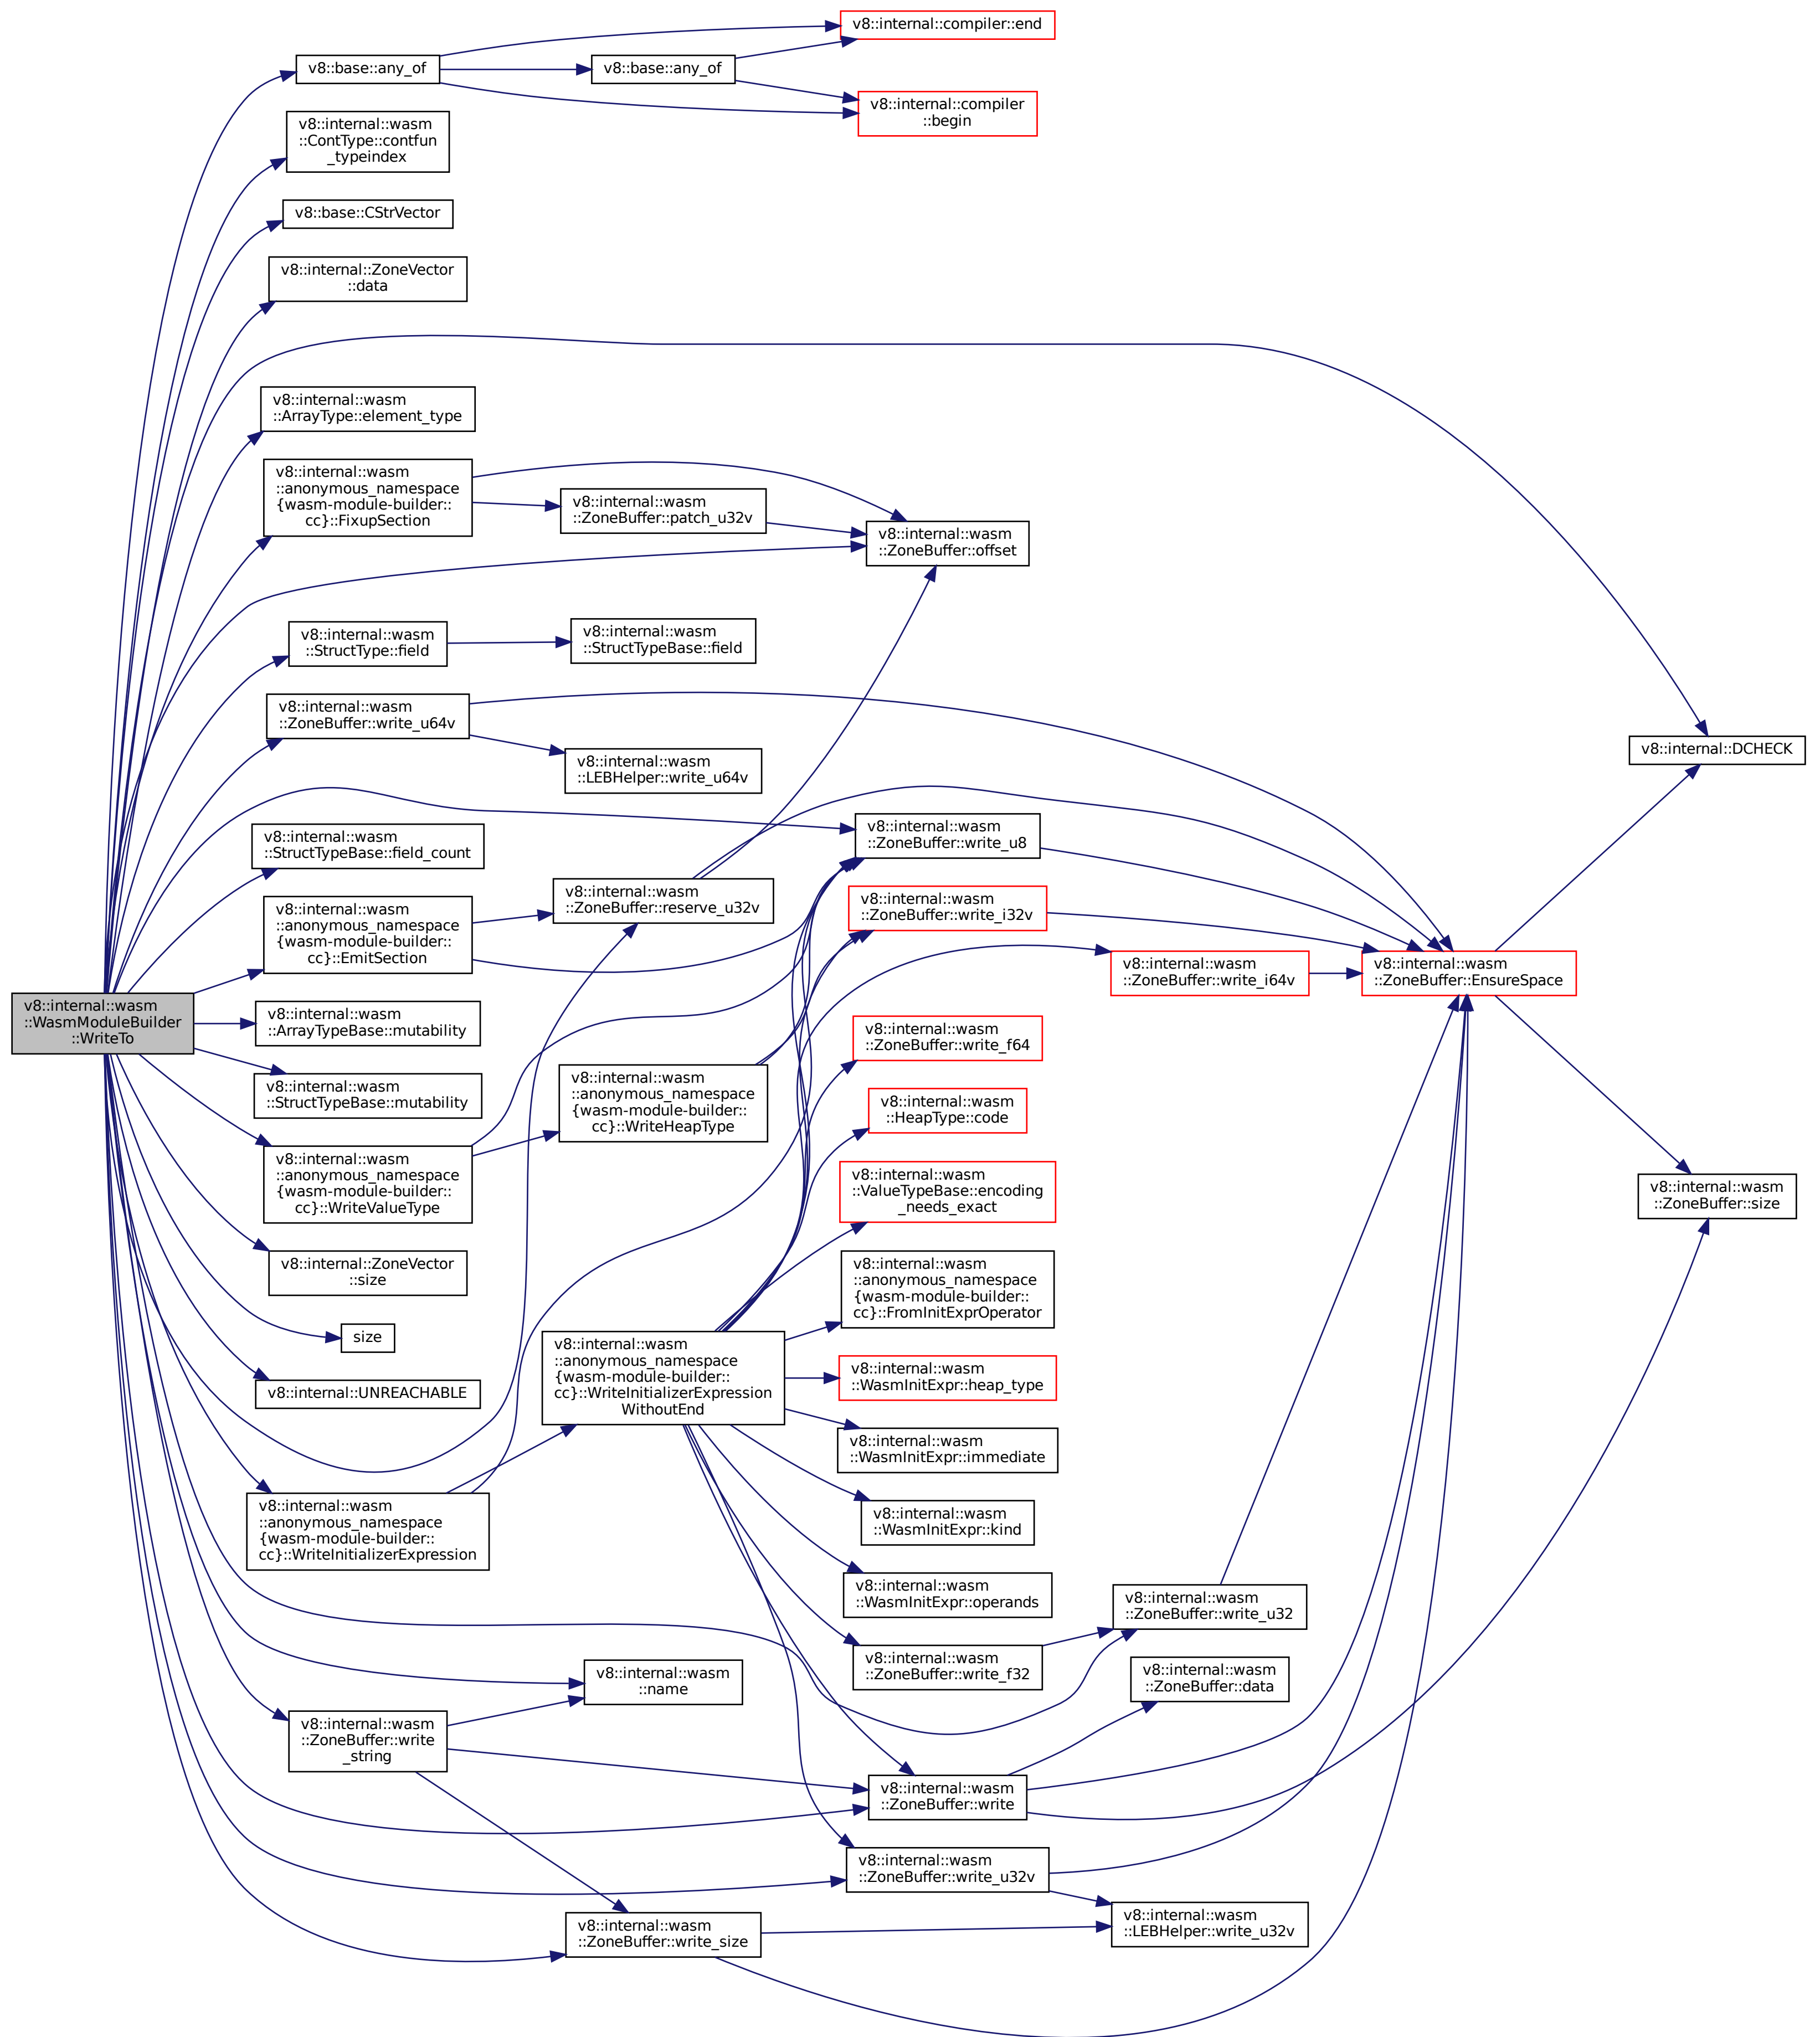 v8::internal::wasm
::WasmModuleBuilder
::WriteTo
v8::base::any_of
v8::internal::wasm
::ContType::contfun
_typeindex
v8::base::CStrVector
v8::internal::ZoneVector
::data
v8::internal::wasm
::ArrayType::element_type
v8::internal::wasm
::anonymous_namespace
{wasm-module-builder::
cc}::FixupSection
v8::internal::wasm
::StructType::field
v8::internal::wasm
::ZoneBuffer::write_u64v
v8::internal::wasm
::StructTypeBase::field_count
v8::internal::wasm
::anonymous_namespace
{wasm-module-builder::
cc}::EmitSection
v8::internal::wasm
::ArrayTypeBase::mutability
v8::internal::wasm
::StructTypeBase::mutability
v8::internal::wasm
::anonymous_namespace
{wasm-module-builder::
cc}::WriteValueType
v8::internal::ZoneVector
::size
size
v8::internal::UNREACHABLE
v8::internal::wasm
::anonymous_namespace
{wasm-module-builder::
cc}::WriteInitializerExpression
v8::internal::wasm
::ZoneBuffer::write
_string
v8::base::any_of
v8::internal::wasm
::ZoneBuffer::patch_u32v
v8::internal::wasm
::StructTypeBase::field
v8::internal::wasm
::LEBHelper::write_u64v
v8::internal::wasm
::ZoneBuffer::reserve_u32v
v8::internal::wasm
::anonymous_namespace
{wasm-module-builder::
cc}::WriteHeapType
v8::internal::wasm
::anonymous_namespace
{wasm-module-builder::
cc}::WriteInitializerExpression
WithoutEnd
v8::internal::wasm
::name
v8::internal::wasm
::ZoneBuffer::write_size
v8::internal::compiler::end
v8::internal::compiler
::begin
v8::internal::wasm
::ZoneBuffer::offset
v8::internal::wasm
::ZoneBuffer::write_u8
v8::internal::wasm
::ZoneBuffer::write_i32v
v8::internal::wasm
::ZoneBuffer::write_f64
v8::internal::wasm
::HeapType::code
v8::internal::wasm
::ValueTypeBase::encoding
_needs_exact
v8::internal::wasm
::anonymous_namespace
{wasm-module-builder::
cc}::FromInitExprOperator
v8::internal::wasm
::WasmInitExpr::heap_type
v8::internal::wasm
::WasmInitExpr::immediate
v8::internal::wasm
::WasmInitExpr::kind
v8::internal::wasm
::WasmInitExpr::operands
v8::internal::wasm
::ZoneBuffer::write_f32
v8::internal::wasm
::ZoneBuffer::write
v8::internal::wasm
::ZoneBuffer::write_u32v
v8::internal::wasm
::ZoneBuffer::write_i64v
v8::internal::wasm
::ZoneBuffer::write_u32
v8::internal::wasm
::ZoneBuffer::data
v8::internal::wasm
::LEBHelper::write_u32v
v8::internal::wasm
::ZoneBuffer::EnsureSpace
v8::internal::DCHECK
v8::internal::wasm
::ZoneBuffer::size